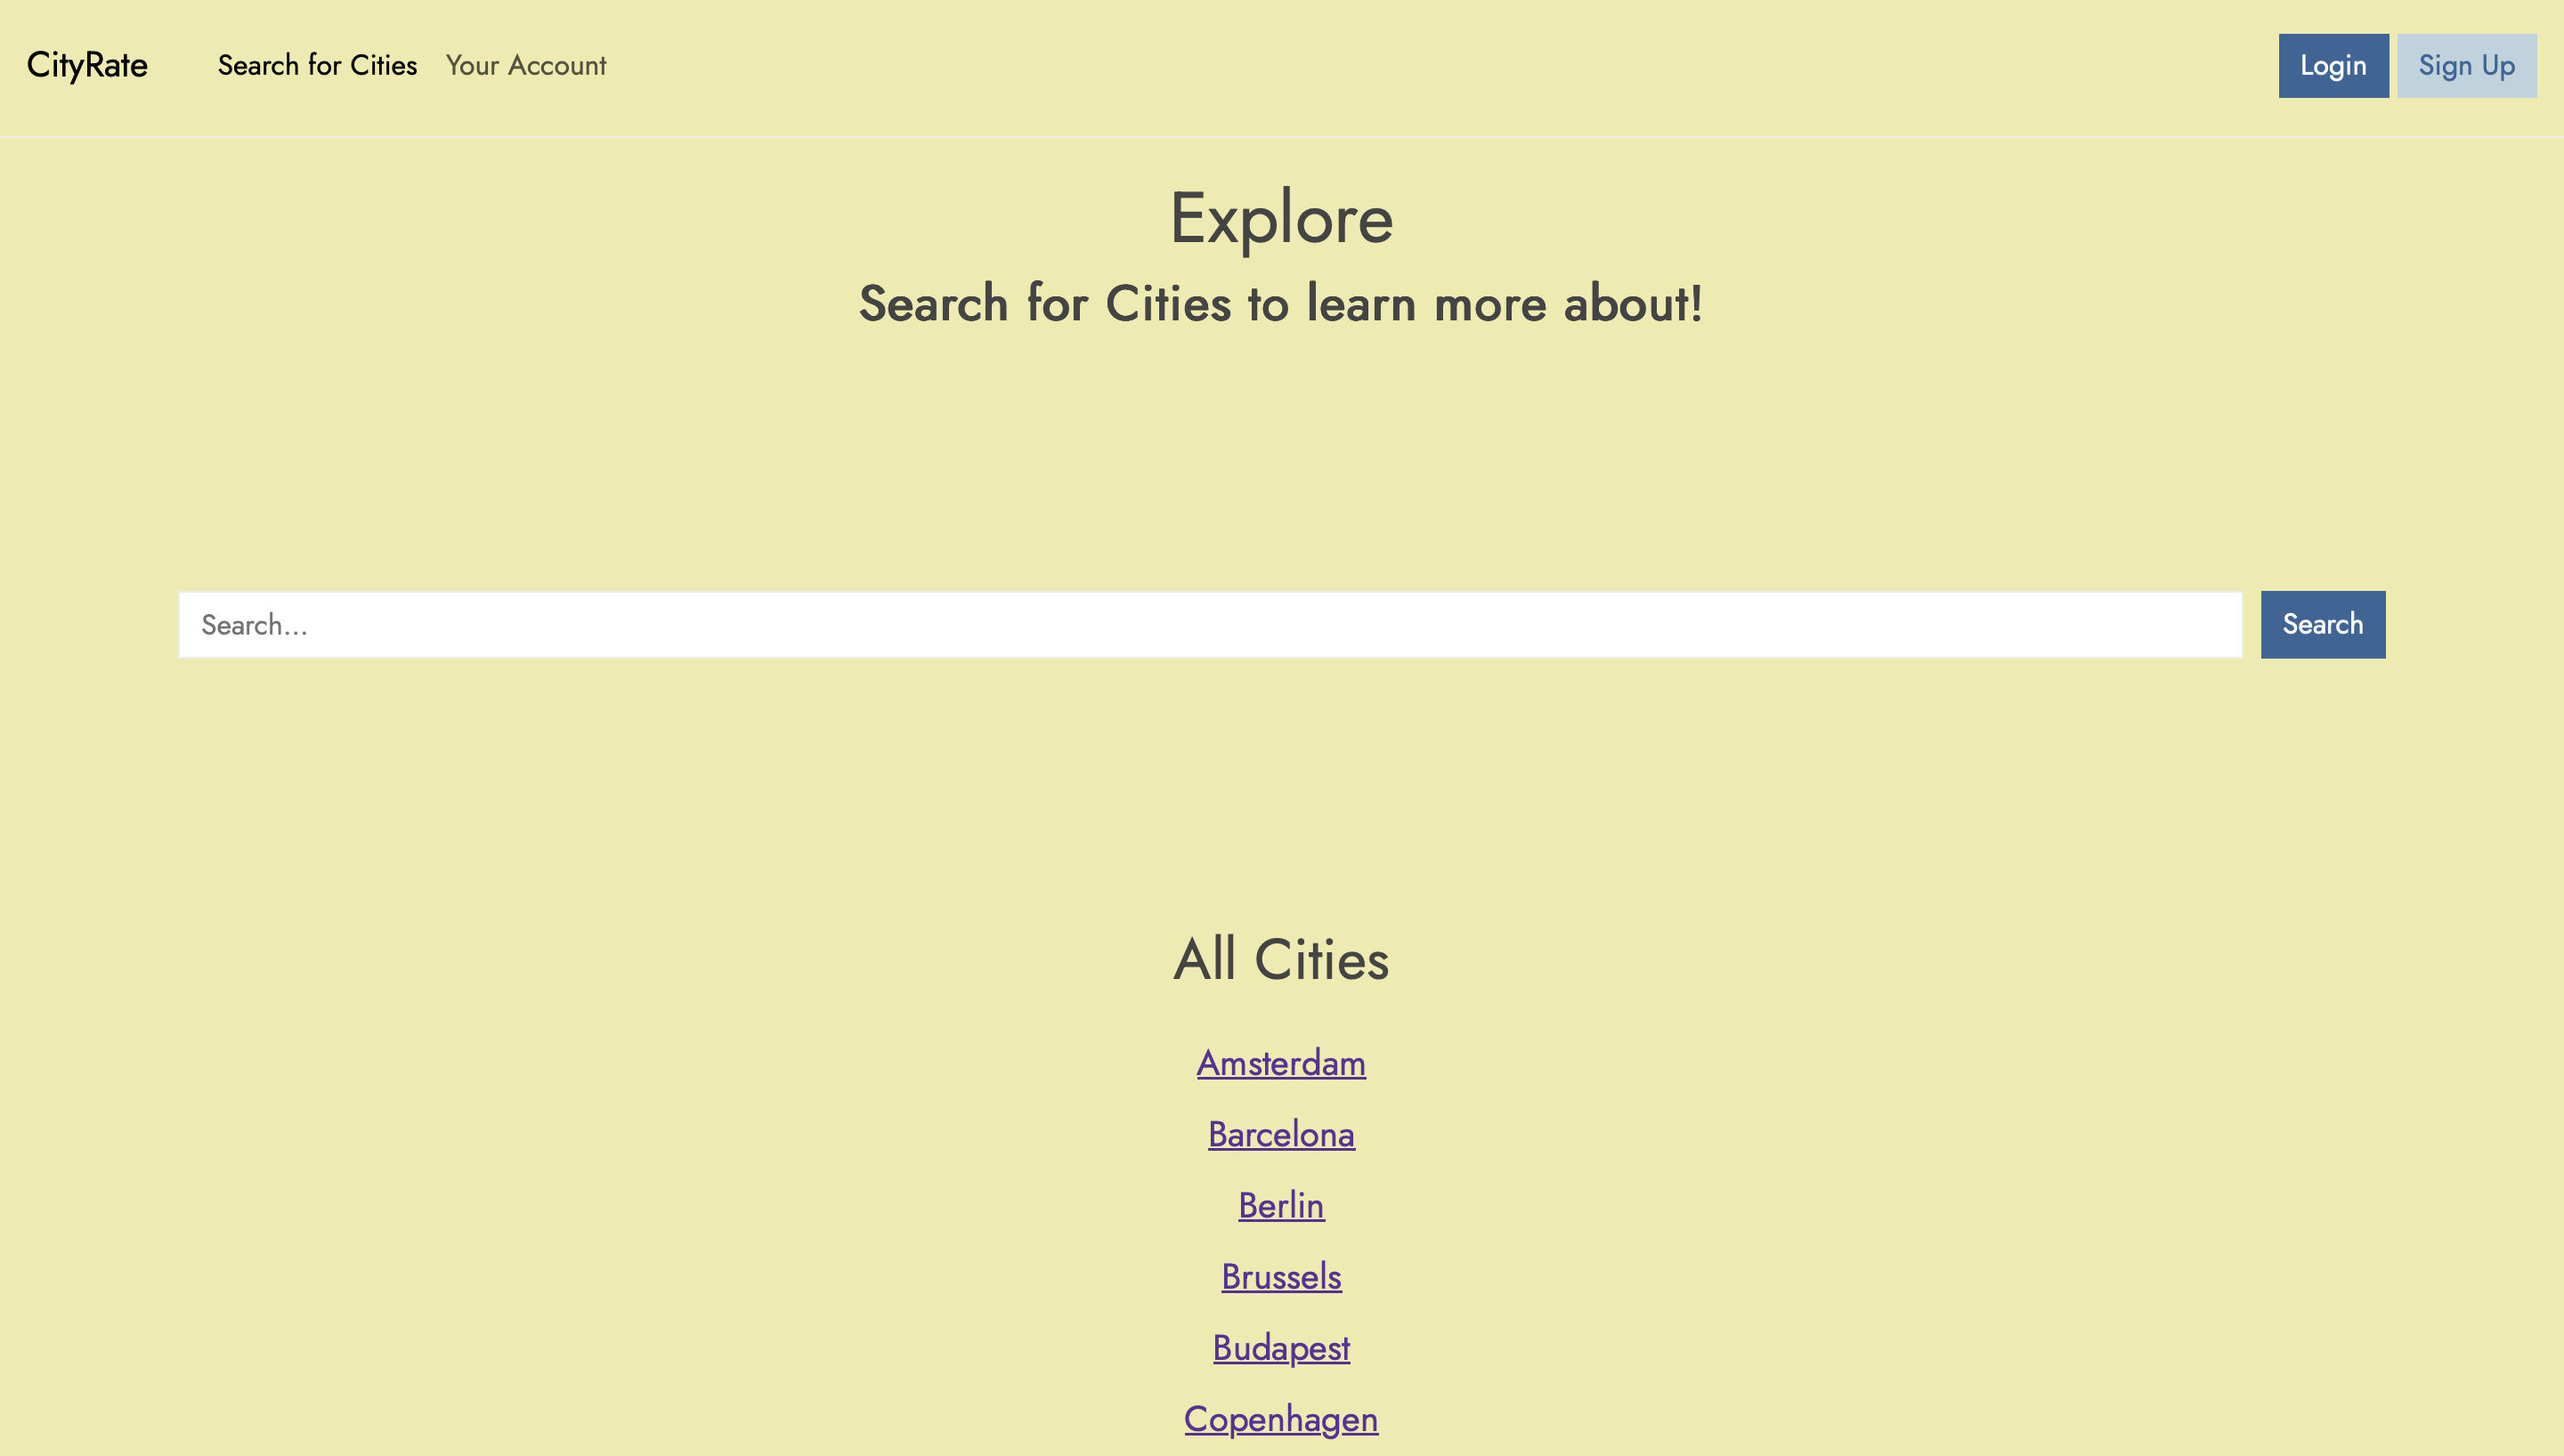 CityRate Search for Cities Your Account Login Sign Up
Explore
Search for Cities to learn more about!
Search... Search
All Cities
Amsterdam
Barcelona
Berlin
Brussels
Budapest
Copenhagen